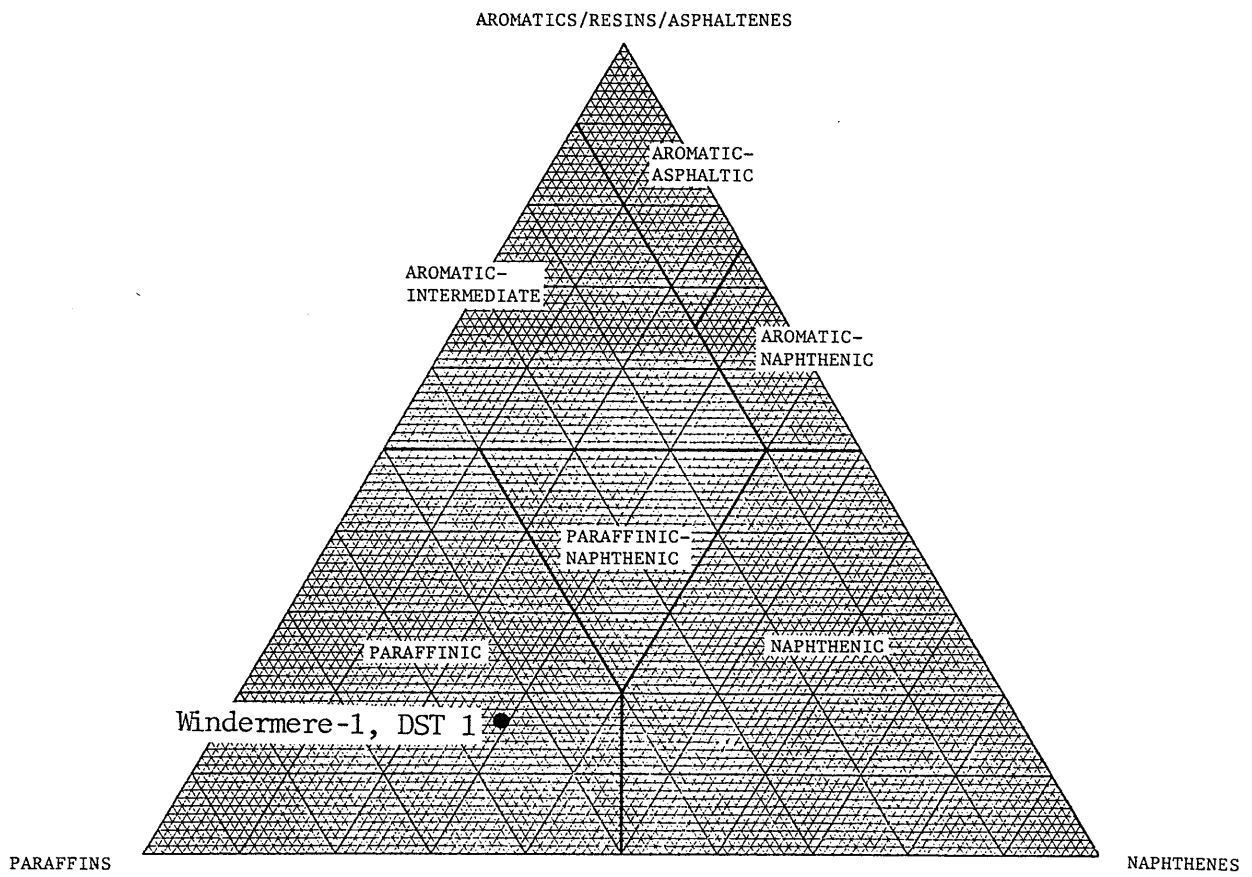 AROMATICS/RESINS/ASPHALTENES
AROMATIC-
ASPHALTIC
AROMATIC-
INTERMEDIATE
AROMATIC-
NAPHTHENIC
PARAFFINIC-
NAPHTHENIC
PARAFFINIC
NAPHTHENIC
Windermere-1, DST 1
PARAFFINS
NAPHTHENES